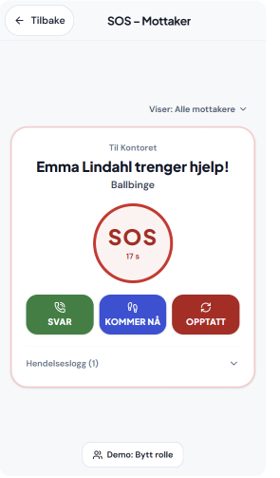 Tilbake
SOS – Mottaker
Viser: Alle mottakere
Til Kontoret
Emma Lindahl trenger hjelp!
Ballbinge
SOS
17 s
SVAR
KOMMER NÅ
OPPTATT
Hendelseslogg (1)
Demo: Bytt rolle